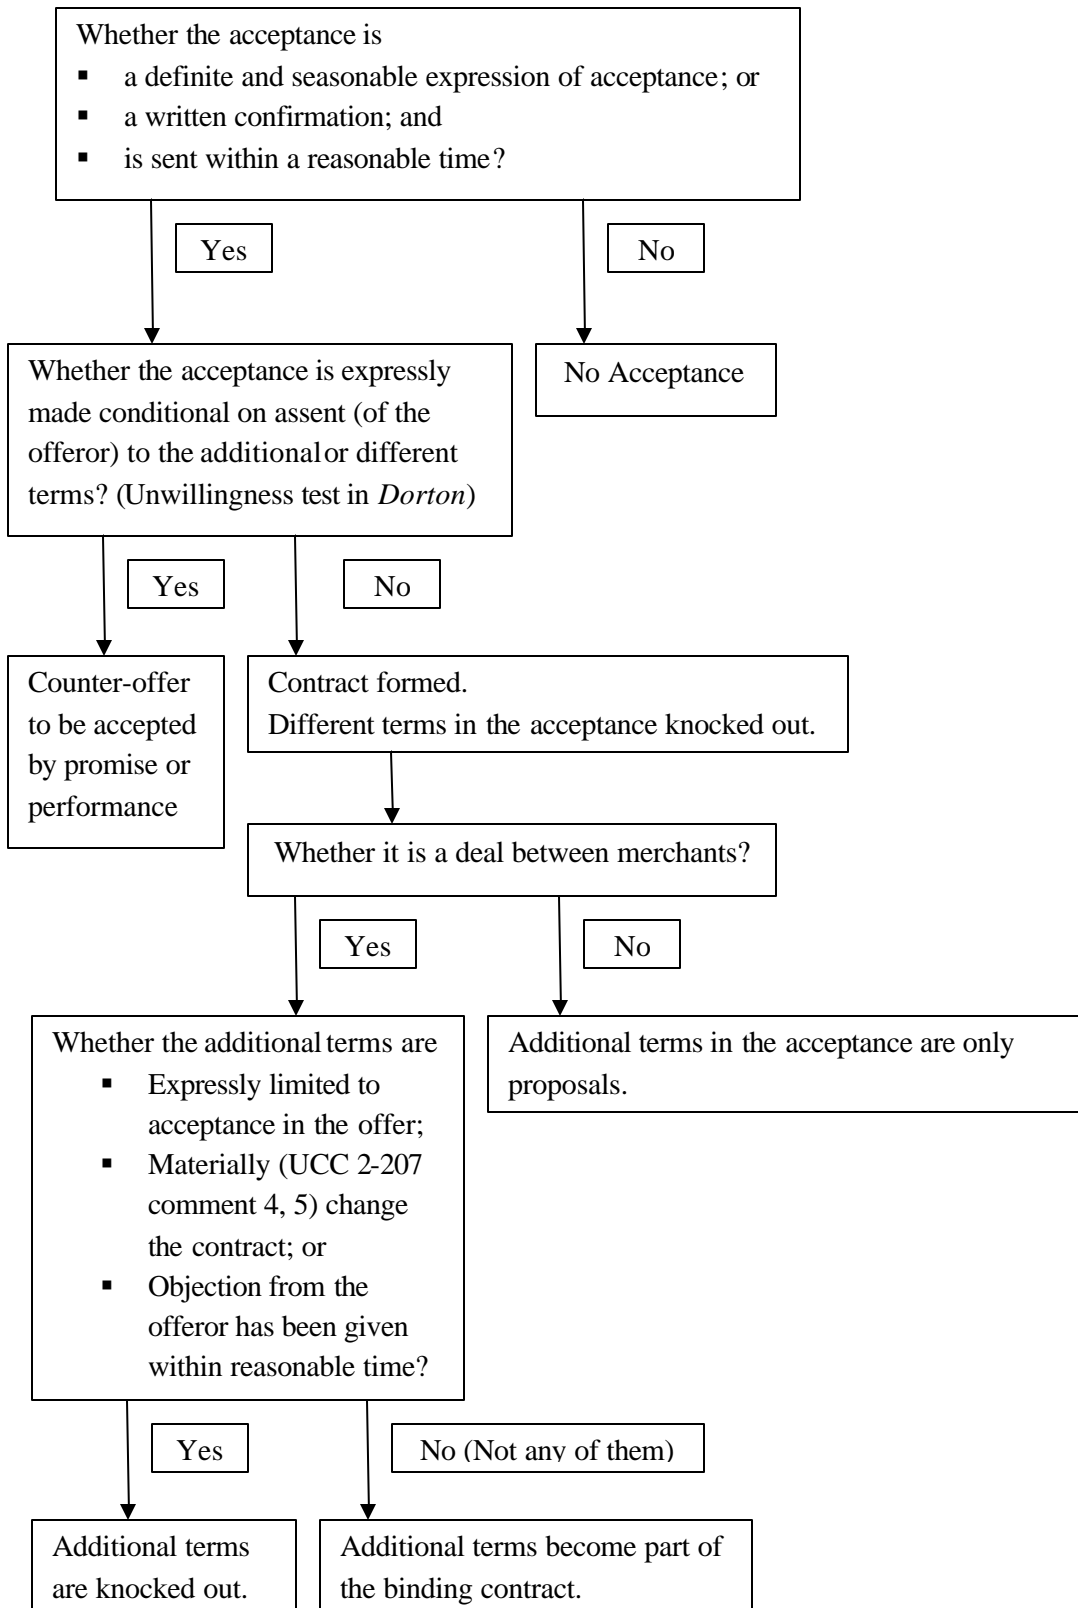 Whether the acceptance is
▪ a definite and seasonable expression of acceptance; or
▪ a written confirmation; and
▪ is sent within a reasonable time?
Yes
No
Whether the acceptance is expressly
made conditional on assent (of the
offeror) to the additional or different
terms? (Unwillingness test in Dorton)
No Acceptance
Yes
No
Counter-offer
to be accepted
by promise or
performance
Contract formed.
Different terms in the acceptance knocked out.
Whether it is a deal between merchants?
Yes
No
Whether the additional terms are
▪ Expressly limited to
acceptance in the offer;
▪ Materially (UCC 2-207
comment 4, 5) change
the contract; or
▪ Objection from the
offeror has been given
within reasonable time?
Additional terms in the acceptance are only
proposals.
Yes
No (Not any of them)
Additional terms
are knocked out.
Additional terms become part of
the binding contract.